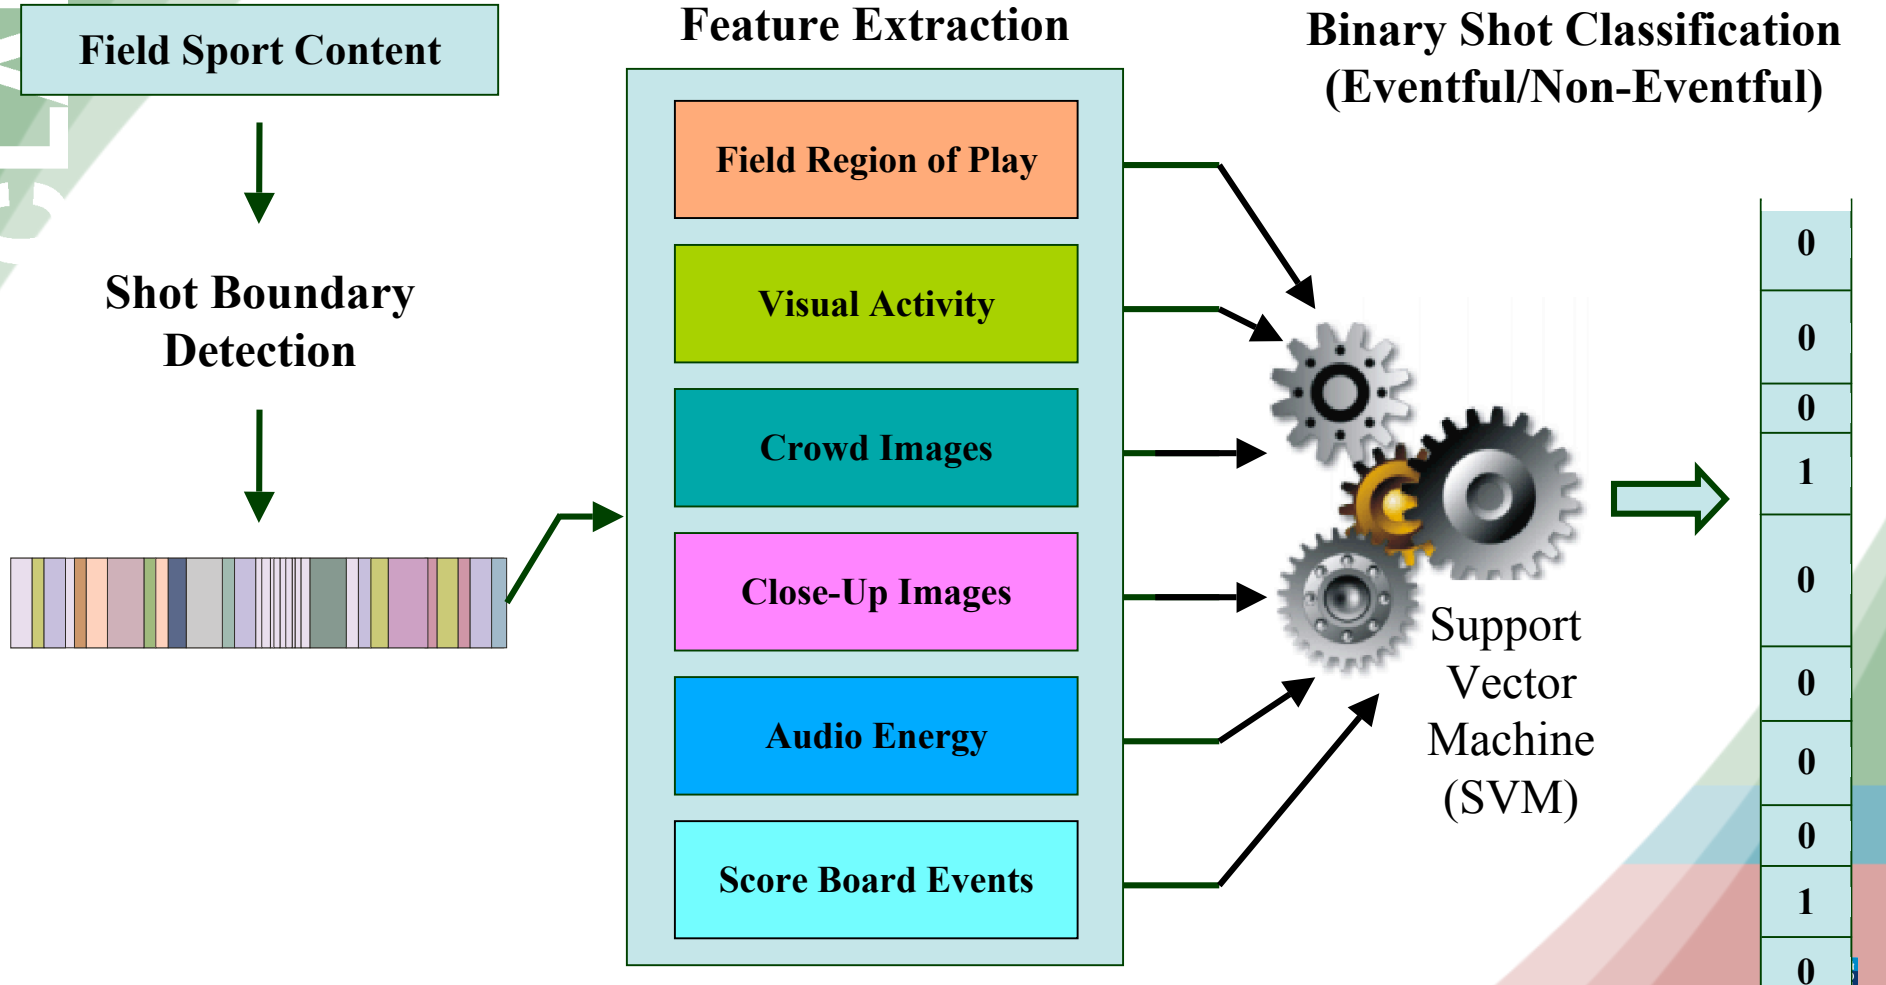 Field Sport Content
Shot Boundary
Detection
Feature Extraction
Field Region of Play
Visual Activity
Crowd Images
Close-Up Images
Audio Energy
Score Board Events
Support
Vector
Machine
(SVM)
Binary Shot Classification
(Eventful/Non-Eventful)
0
0
0
1
0
0
0
0
1
0